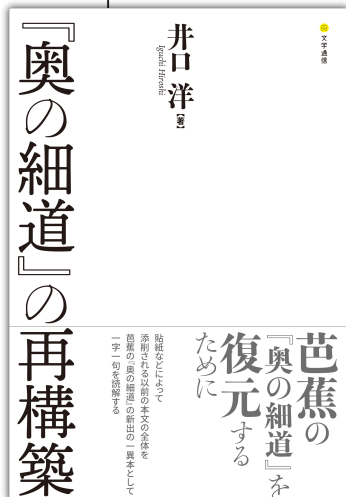 文学通信
井口 洋【著】
Iguchi Hiroshi
『奥の細道』の再構築
芭蕉の
『奥の細道』を
復元する
ために
貼紙などによって
添削される以前の本文の全体を
芭蕉の『奥の細道』の新出の一異本として
一字一句を読解する